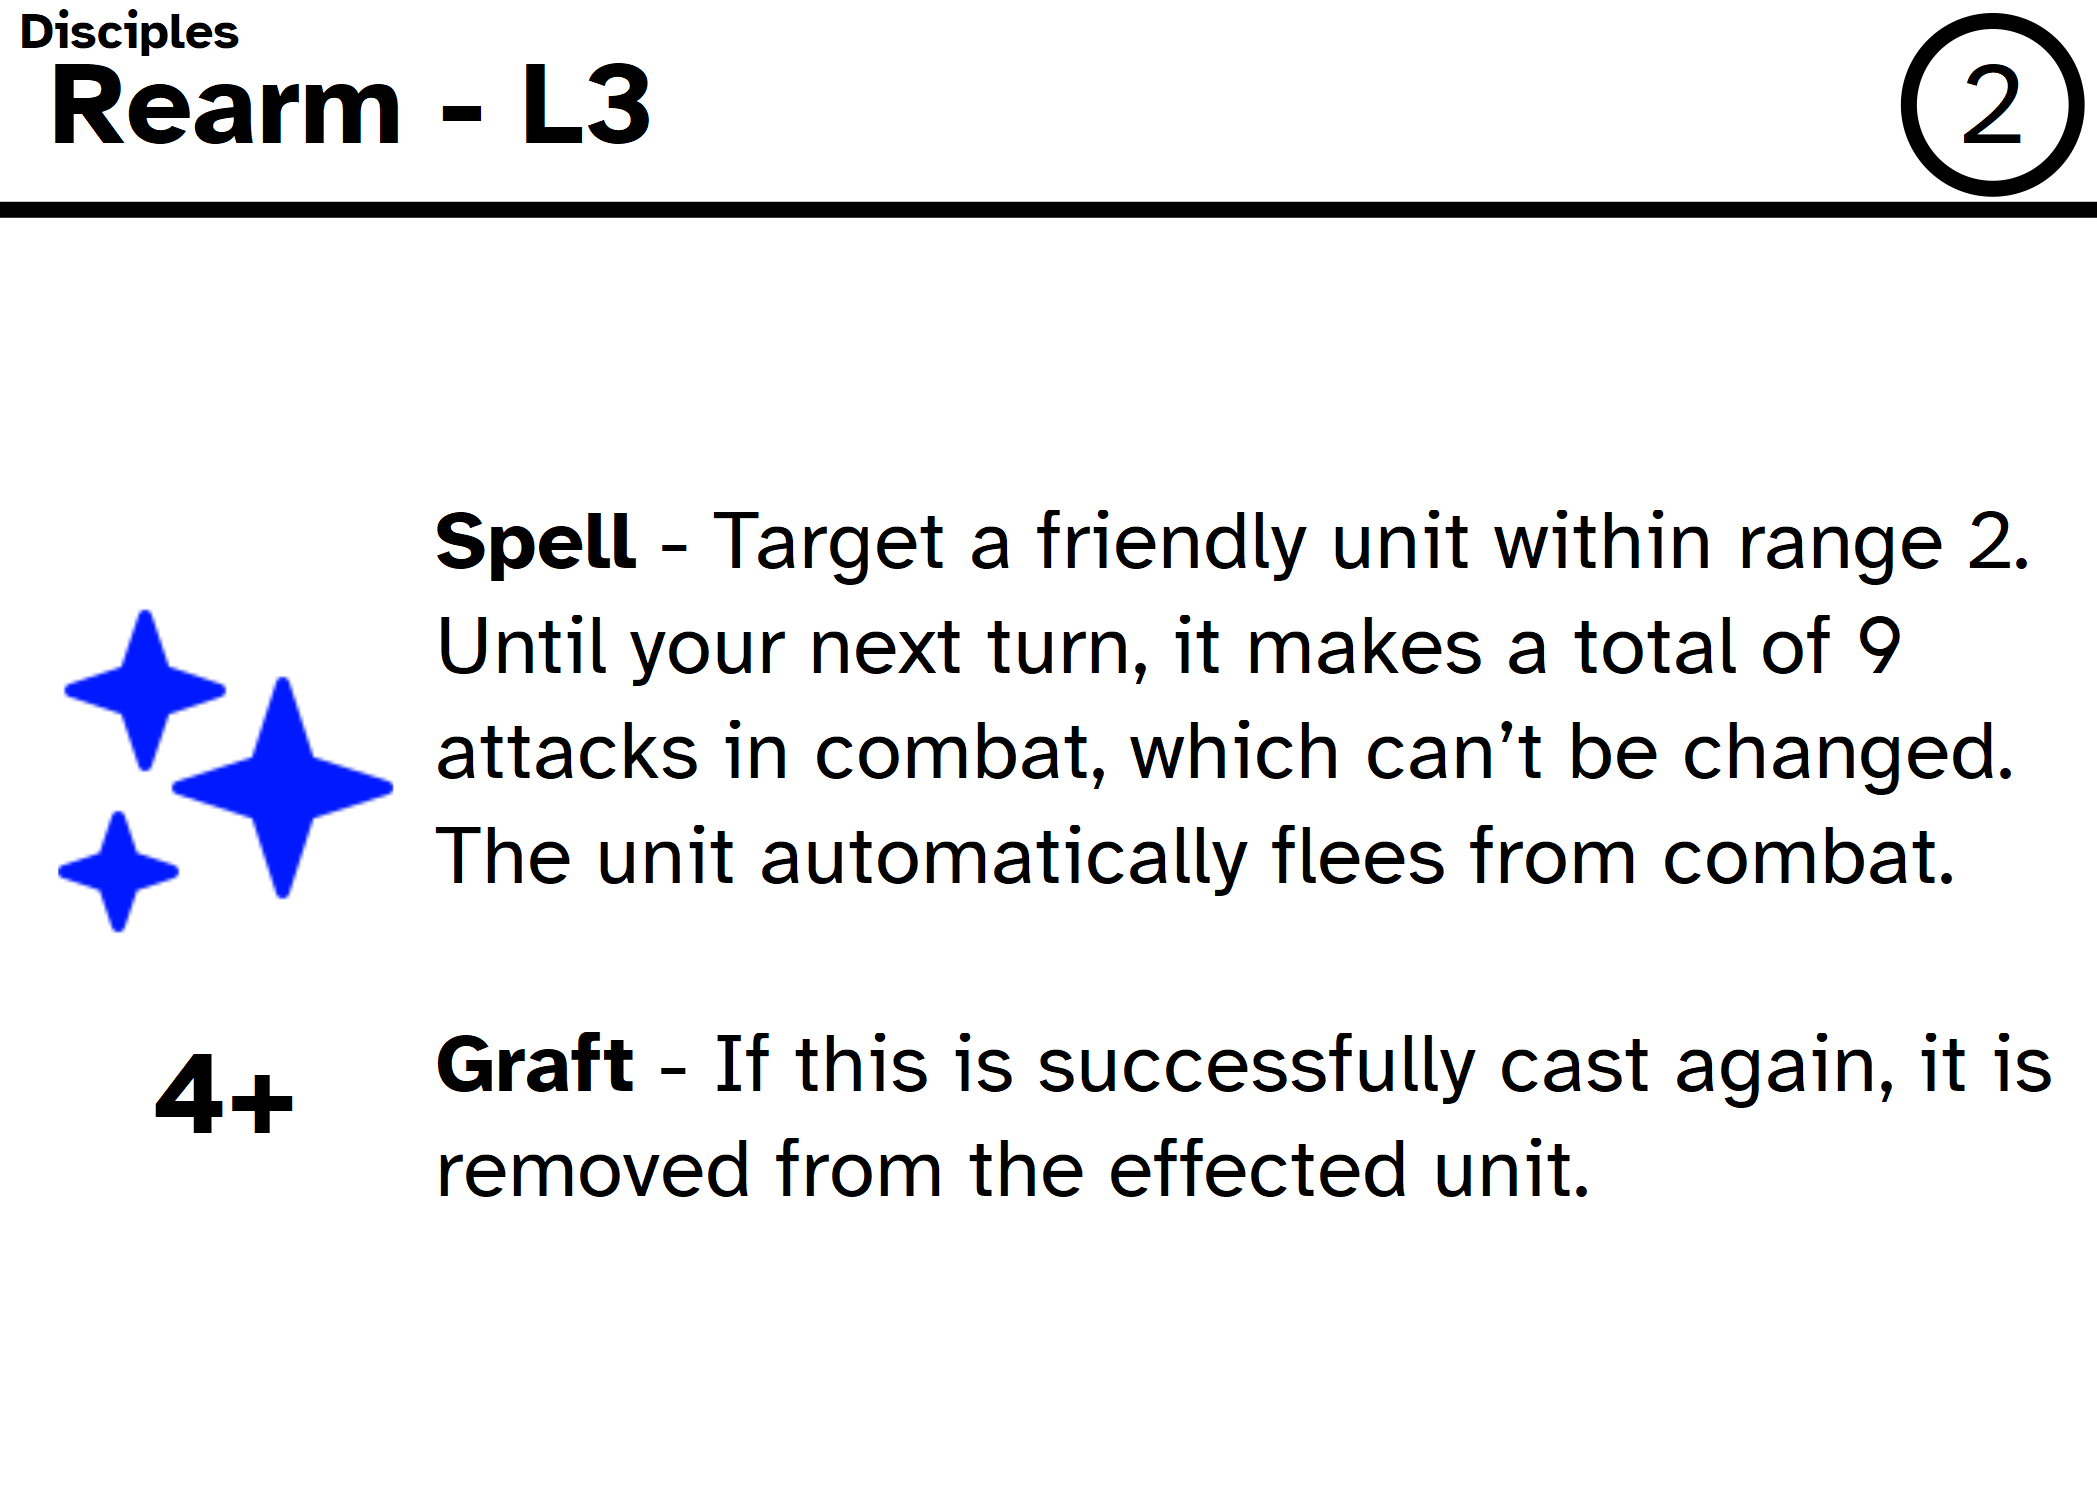 Disciples
Rearm - L3
2
Spell - Target a friendly unit within range 2.
Until your next turn, it makes a total of 9
attacks in combat, which can’t be changed.
The unit automatically flees from combat.
4+
Graft - If this is successfully cast again, it is
removed from the effected unit.